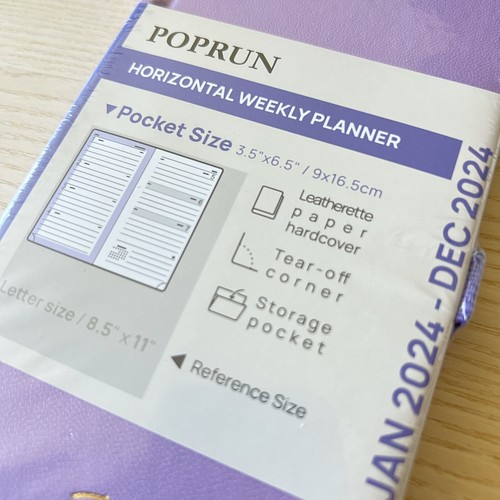 POPRUN
HORIZONTAL WEEKLY PLANNER
▼Pocket Size 3.5"x6.5" / 9x16.5cm
Leatherette
paper
hardcover
Tear-off
corner
Storage
pocket
Letter size / 8.5" x 11"
◀ Reference Size
JAN 2024 - DEC 2024